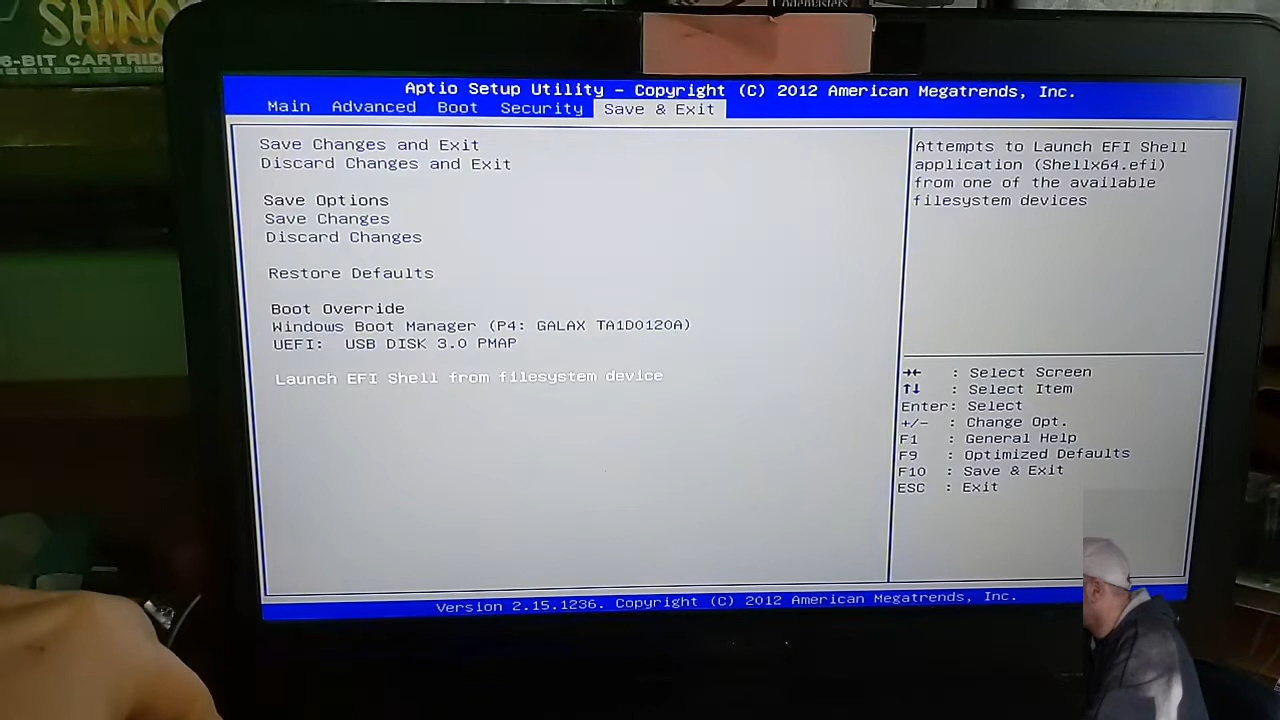 SHINO
6-BIT CARTRID
Aptio Setup Utility – Copyright (C) 2012 American Megatrends, Inc.
Main Advanced Boot Security Save & Exit
Save Changes and Exit
Discard Changes and Exit
Save Options
Save Changes
Discard Changes
Restore Defaults
Boot Override
Windows Boot Manager (P4: GALAX TA1D0120A)
UEFI: USB DISK 3.0 PMAP
Launch EFI Shell from filesystem device
Attempts to Launch EFI Shell
application (Shellx64.efi)
from one of the available
filesystem devices
→← : Select Screen
↑↓ : Select Item
Enter: Select
+/– : Change Opt.
F1 : General Help
F9 : Optimized Defaults
F10 : Save & Exit
ESC : Exit
Version 2.15.1236. Copyright (C) 2012 American Megatrends, Inc.